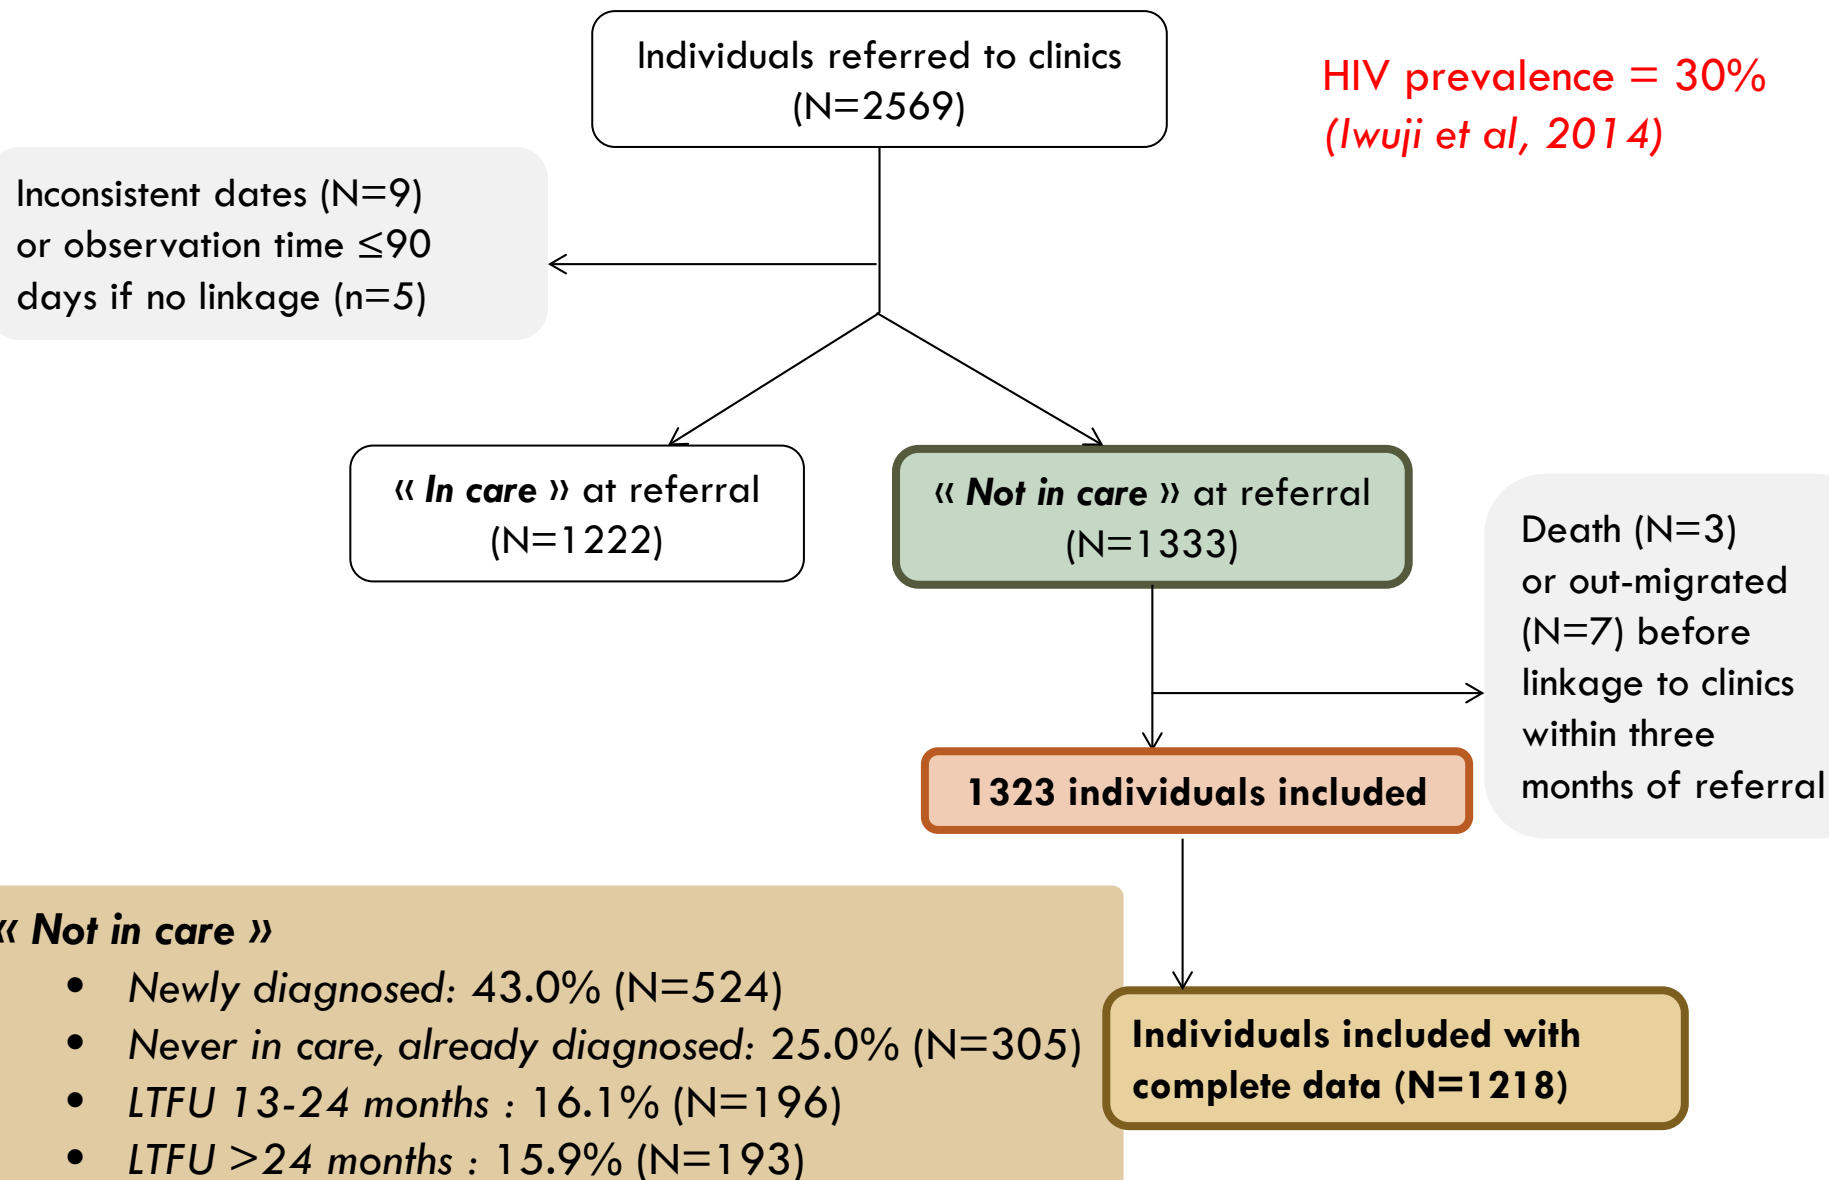 Individuals referred to clinics
(N=2569)
HIV prevalence = 30%
(Iwuji et al, 2014)
Inconsistent dates (N=9)
or observation time ≤90
days if no linkage (n=5)
« In care » at referral
(N=1222)
« Not in care » at referral
(N=1333)
Death (N=3)
or out-migrated
(N=7) before
linkage to clinics
within three
months of referral
1323 individuals included
« Not in care »
• Newly diagnosed: 43.0% (N=524)
• Never in care, already diagnosed: 25.0% (N=305)
• LTFU 13-24 months : 16.1% (N=196)
• LTFU >24 months : 15.9% (N=193)
Individuals included with
complete data (N=1218)